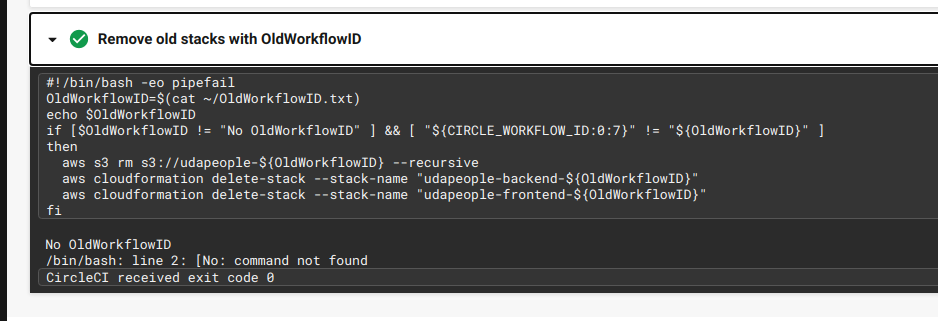 Remove old stacks with OldWorkflowID
#!/bin/bash -eo pipefail
OldWorkflowID=$(cat ~/OldWorkflowID.txt)
echo $OldWorkflowID
if [$OldWorkflowID != "No OldWorkflowID" ] && [ "${CIRCLE_WORKFLOW_ID:0:7}" != "${OldWorkflowID}" ]
then
  aws s3 rm s3://udapeople-${OldWorkflowID} --recursive
  aws cloudformation delete-stack --stack-name "udapeople-backend-${OldWorkflowID}"
  aws cloudformation delete-stack --stack-name "udapeople-frontend-${OldWorkflowID}"
fi
No OldWorkflowID
/bin/bash: line 2: [No: command not found
CircleCI received exit code 0